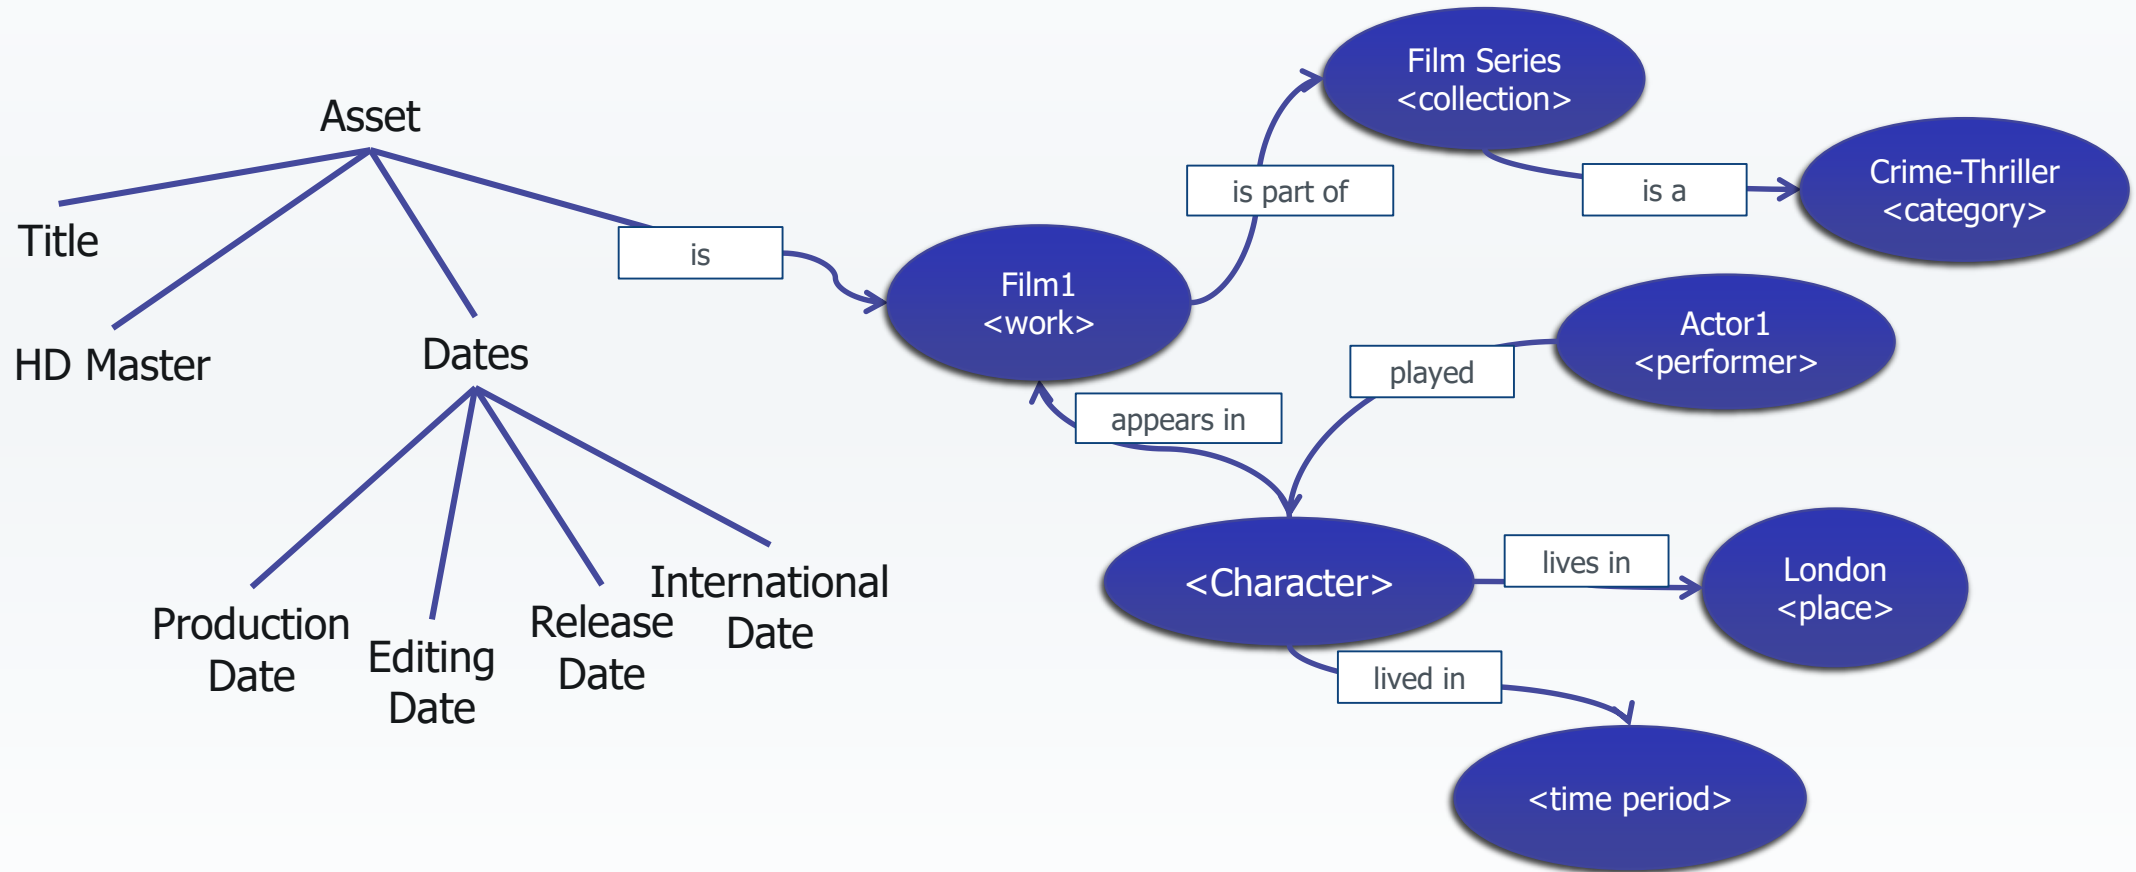 Asset
Title
HD Master
Dates
Production
Date
Editing
Date
Release
Date
International
Date
is
Film1
<work>
is part of
Film Series
<collection>
is a
Crime-Thriller
<category>
Actor1
<performer>
played
appears in
<Character>
lives in
London
<place>
lived in
<time period>